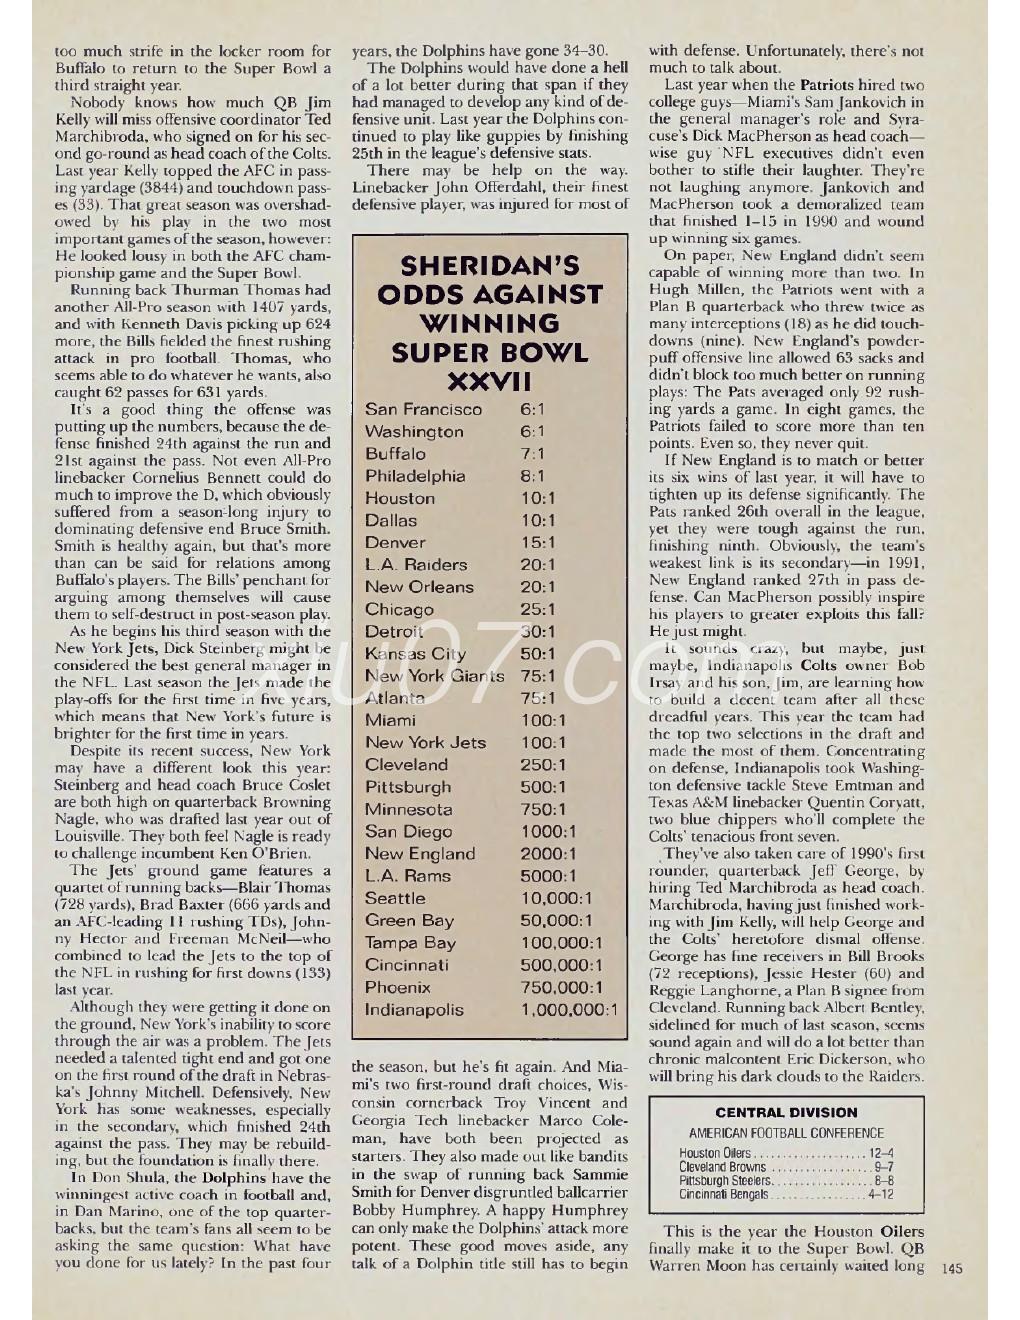 too much strife in the locker room for
Buffalo to return to the Super Bowl a
third straight year.
Nobody knows how much QB Jim
Kelly will miss offensive coordinator Ted
Marchibroda, who signed on for his sec-
ond go-round as head coach of the Colts.
Last year Kelly topped the AFC in pass-
ing yardage (3844) and touchdown pass-
es (33). That great season was overshad-
owed by his play in the two most
important games of the season, however:
He looked lousy in both the AFC cham-
pionship game and the Super Bowl.
Running back Thurman Thomas had
another All-Pro season with 1407 yards,
and with Kenneth Davis picking up 624
more, the Bills fielded the finest rushing
attack in pro football. Thomas, who
seems able to do whatever he wants, also
caught 62 passes for 631 yards.
It's a good thing the offense was
putting up the numbers, because the de-
fense finished 24th against the run and
21st against the pass. Not even All-Pro
linebacker Cornelius Bennett could do
much to improve the D, which obviously
suffered from a season-long injury to
dominating defensive end Bruce Smith.
Smith is healthy again, but that's more
than can be said for relations among
Buffalo's players. The Bills' penchant for
arguing among themselves will cause
them to self-destruct in post-season play.
As he begins his third season with the
New York Jets, Dick Steinberg might be
considered the best general manager in
the NFL. Last season the Jets made the
play-offs for the first time in five years,
which means that New York's future is
brighter for the first time in years.
Despite its recent success, New York
may have a different look this year:
Steinberg and head coach Bruce Coslet
are both high on quarterback Browning
Nagle, who was drafted last year out of
Louisville. They both feel Nagle is ready
to challenge incumbent Ken O'Brien.
The Jets' ground game features a
quartet of running backs—Blair Thomas
(728 yards), Brad Baxter (666 yards and
an AFC-leading 11 rushing TDs), John-
ny Hector and Freeman McNeil—who
combined to lead the Jets to the top of
the NFL in rushing for first downs (133)
last year.
Although they were getting it done on
the ground, New York's inability to score
through the air was a problem. The Jets
needed a talented tight end and got one
on the first round of the draft in Nebras-
ka's Johnny Mitchell. Defensively, New
York has some weaknesses, especially
in the secondary, which finished 24th
against the pass. They may be rebuild-
ing, but the foundation is finally there.
In Don Shula, the Dolphins have the
winningest active coach in football and,
in Dan Marino, one of the top quarter-
backs, but the team's fans all seem to be
asking the same question: What have
you done for us lately? In the past four
years, the Dolphins have gone 34–30.
The Dolphins would have done a hell
of a lot better during that span if they
had managed to develop any kind of de-
fensive unit. Last year the Dolphins con-
tinued to play like guppies by finishing
25th in the league's defensive stats.
There may be help on the way.
Linebacker John Offerdahl, their finest
defensive player, was injured for most of
SHERIDAN'S
ODDS AGAINST
WINNING
SUPER BOWL
XXVII
San Francisco 6:1
Washington 6:1
Buffalo 7:1
Philadelphia 8:1
Houston 10:1
Dallas 10:1
Denver 15:1
L.A. Raiders 20:1
New Orleans 20:1
Chicago 25:1
Detroit 30:1
Kansas City 50:1
New York Giants 75:1
Atlanta 75:1
Miami 100:1
New York Jets 100:1
Cleveland 250:1
Pittsburgh 500:1
Minnesota 750:1
San Diego 1000:1
New England 2000:1
L.A. Rams 5000:1
Seattle 10,000:1
Green Bay 50,000:1
Tampa Bay 100,000:1
Cincinnati 500,000:1
Phoenix 750,000:1
Indianapolis 1,000,000:1
the season, but he's fit again. And Mia-
mi's two first-round draft choices, Wis-
consin cornerback Troy Vincent and
Georgia Tech linebacker Marco Cole-
man, have both been projected as
starters. They also made out like bandits
in the swap of running back Sammie
Smith for Denver disgruntled ballcarrier
Bobby Humphrey. A happy Humphrey
can only make the Dolphins' attack more
potent. These good moves aside, any
talk of a Dolphin title still has to begin
with defense. Unfortunately, there's not
much to talk about.
Last year when the Patriots hired two
college guys—Miami's Sam Jankovich in
the general manager's role and Syra-
cuse's Dick MacPherson as head coach—
wise guy NFL executives didn't even
bother to stifle their laughter. They're
not laughing anymore. Jankovich and
MacPherson took a demoralized team
that finished 1–15 in 1990 and wound
up winning six games.
On paper, New England didn't seem
capable of winning more than two. In
Hugh Millen, the Patriots went with a
Plan B quarterback who threw twice as
many interceptions (18) as he did touch-
downs (nine). New England's powder-
puff offensive line allowed 63 sacks and
didn't block too much better on running
plays: The Pats averaged only 92 rush-
ing yards a game. In eight games, the
Patriots failed to score more than ten
points. Even so, they never quit.
If New England is to match or better
its six wins of last year, it will have to
tighten up its defense significantly. The
Pats ranked 26th overall in the league,
yet they were tough against the run,
finishing ninth. Obviously, the team's
weakest link is its secondary—in 1991,
New England ranked 27th in pass de-
fense. Can MacPherson possibly inspire
his players to greater exploits this fall?
He just might.
It sounds crazy, but maybe, just
maybe, Indianapolis Colts owner Bob
Irsay and his son, Jim, are learning how
to build a decent team after all these
dreadful years. This year the team had
the top two selections in the draft and
made the most of them. Concentrating
on defense, Indianapolis took Washing-
ton defensive tackle Steve Emtman and
Texas A&M linebacker Quentin Coryatt,
two blue chippers who'll complete the
Colts' tenacious front seven.
They've also taken care of 1990's first
rounder, quarterback Jeff George, by
hiring Ted Marchibroda as head coach.
Marchibroda, having just finished work-
ing with Jim Kelly, will help George and
the Colts' heretofore dismal offense.
George has fine receivers in Bill Brooks
(72 receptions), Jessie Hester (60) and
Reggie Langhorne, a Plan B signee from
Cleveland. Running back Albert Bentley,
sidelined for much of last season, seems
sound again and will do a lot better than
chronic malcontent Eric Dickerson, who
will bring his dark clouds to the Raiders.
CENTRAL DIVISION
AMERICAN FOOTBALL CONFERENCE
Houston Oilers . . . . . . . . . . . . . . . . . . . 12–4
Cleveland Browns . . . . . . . . . . . . . . . . . 9–7
Pittsburgh Steelers. . . . . . . . . . . . . . . . . 8–8
Cincinnati Bengals. . . . . . . . . . . . . . . . 4–12
This is the year the Houston Oilers
finally make it to the Super Bowl. QB
Warren Moon has certainly waited long
145
xiu07.com